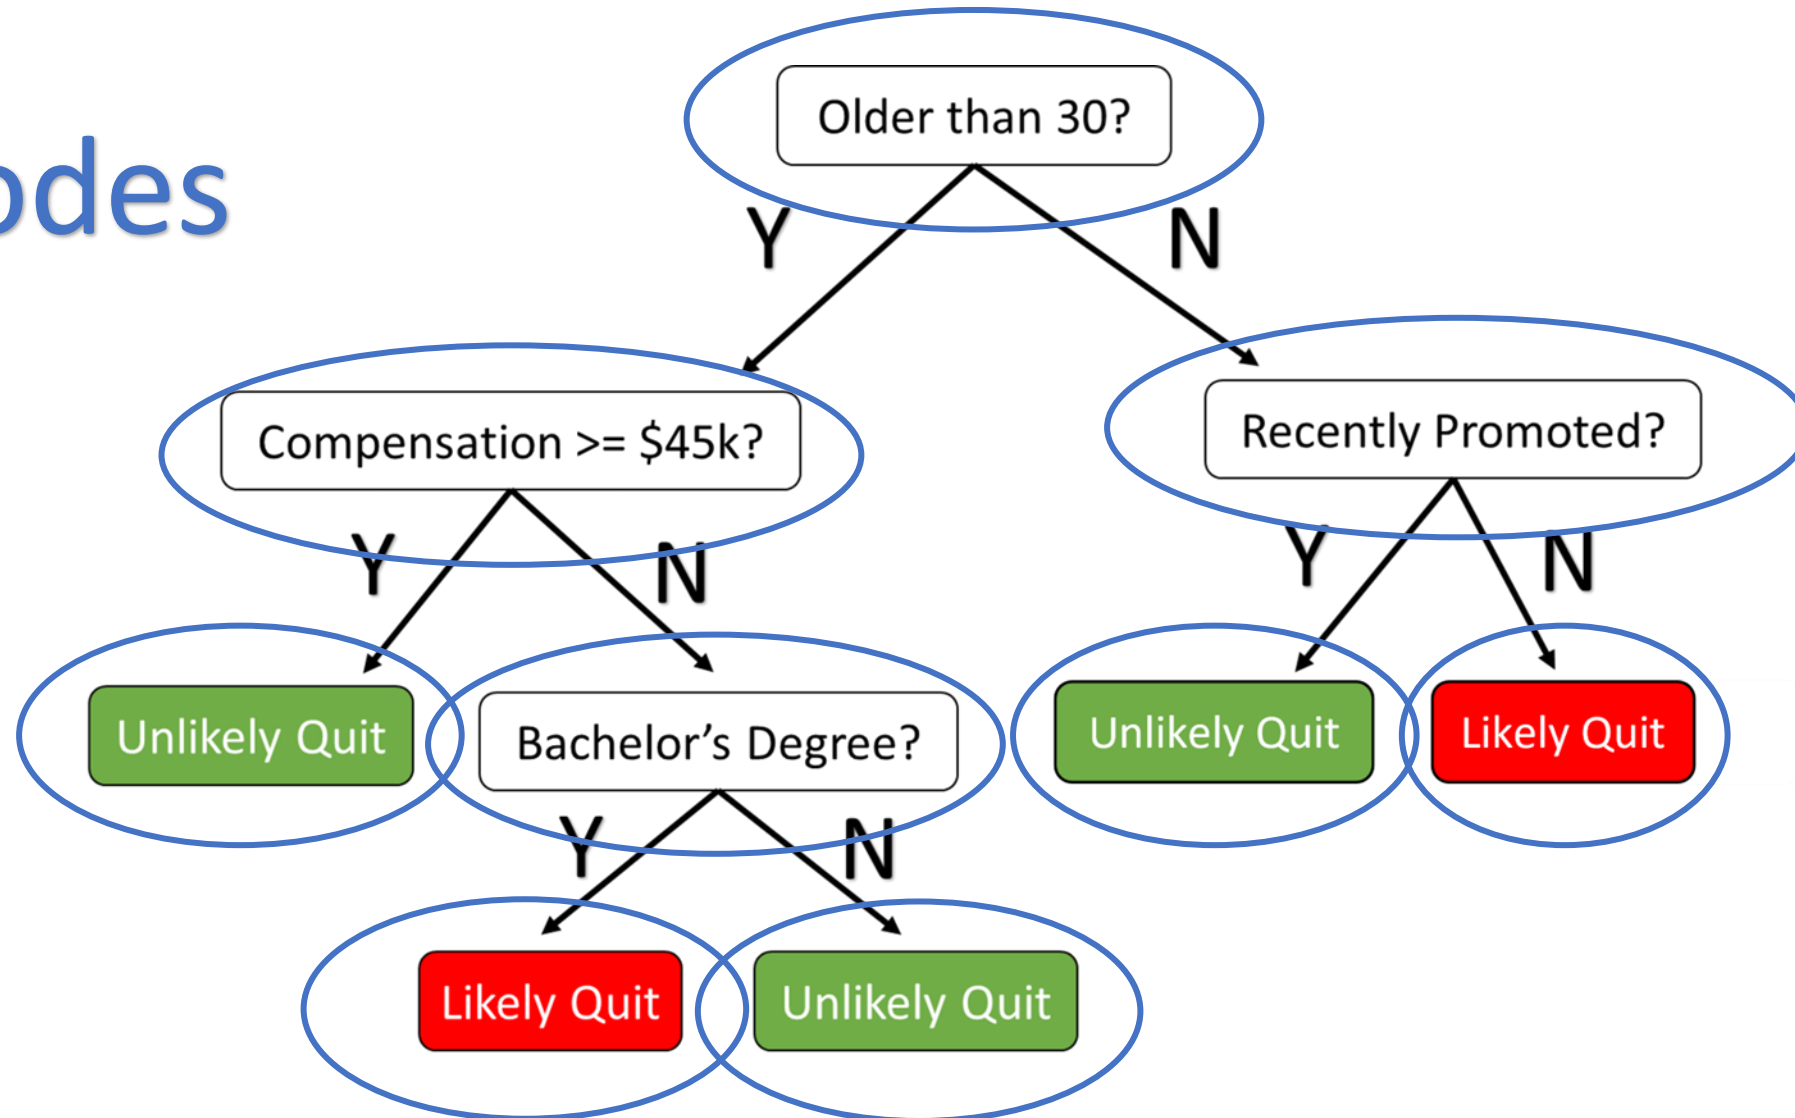 Older than 30?
odes
Y
N
Compensation >= $45k?
Recently Promoted?
Y
N
Y
N
Unlikely Quit
Bachelor’s Degree?
Unlikely Quit
Likely Quit
Y
N
Likely Quit
Unlikely Quit